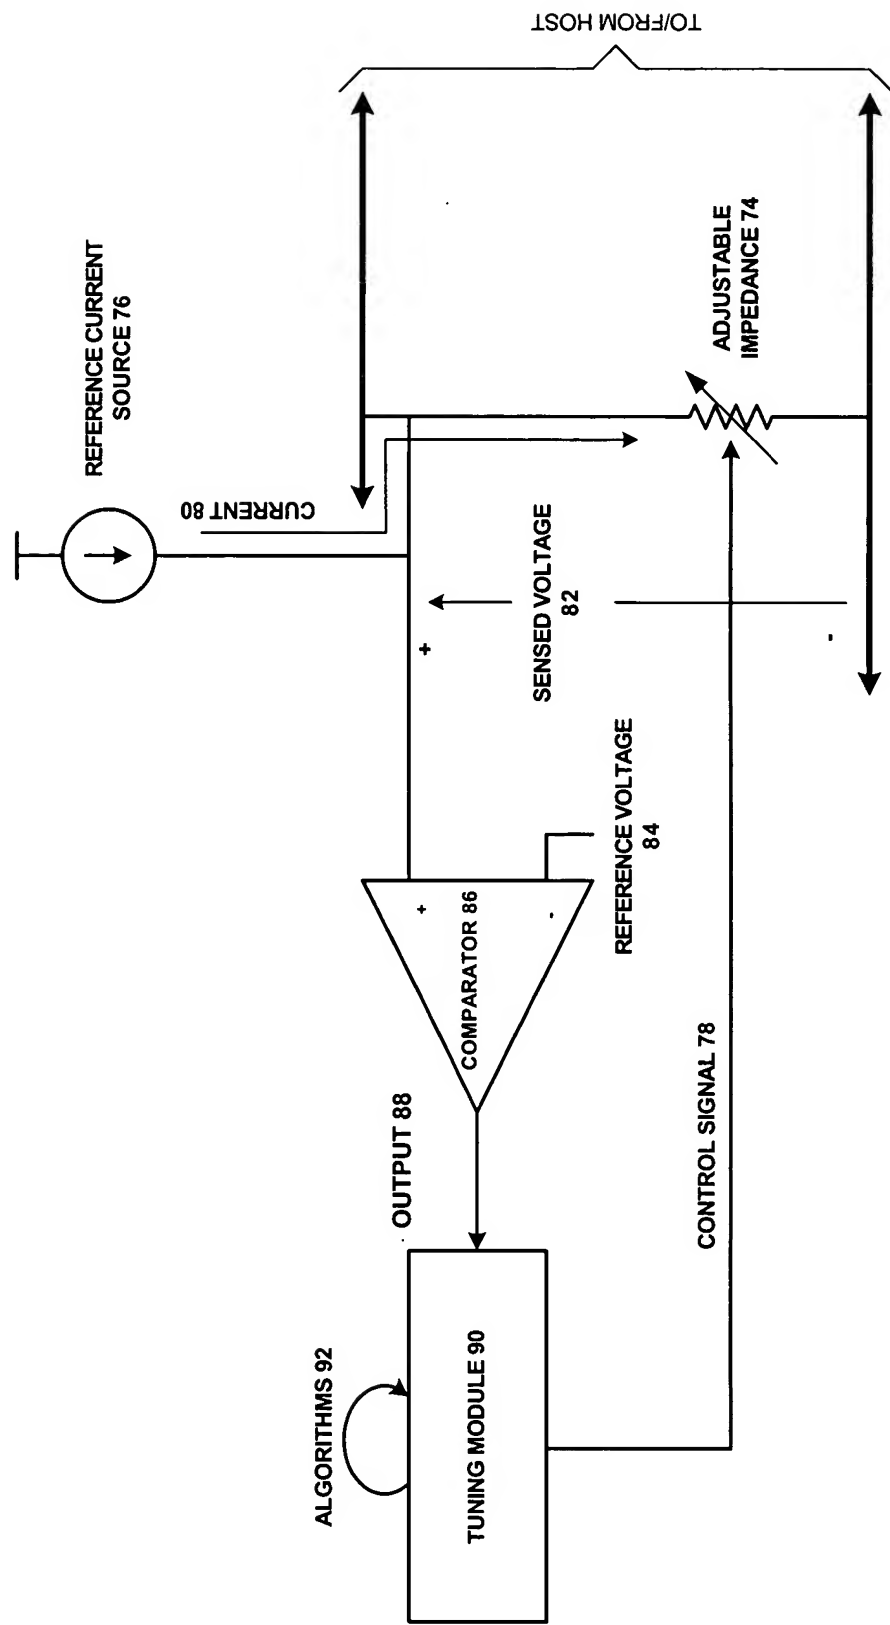 TO/FROM HOST
REFERENCE CURRENT
SOURCE 76
CURRENT 80
ADJUSTABLE
IMPEDANCE 74
SENSED VOLTAGE
82
+
-
REFERENCE VOLTAGE
84
+
-
COMPARATOR 86
OUTPUT 88
CONTROL SIGNAL 78
ALGORITHMS 92
TUNING MODULE 90